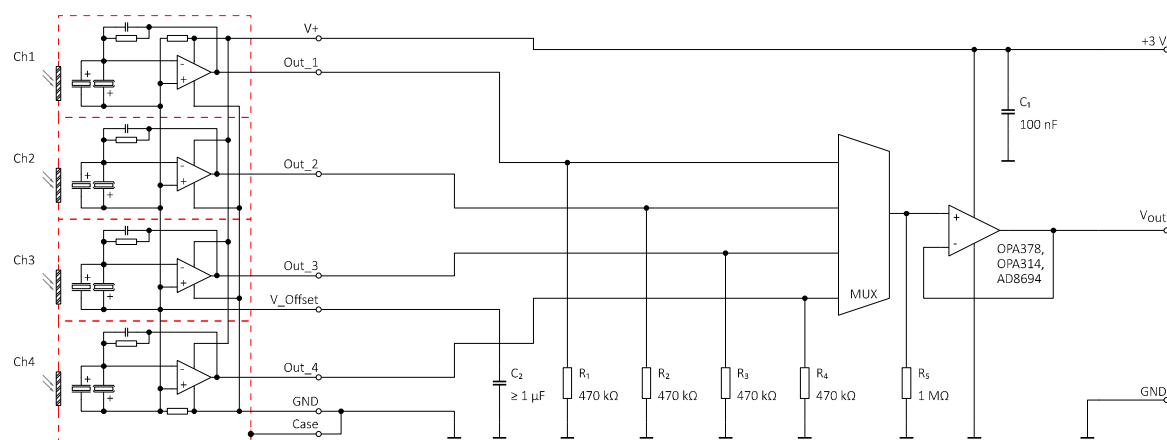 V+
+3 V
Ch1
Out_1
C₁
100 nF
Ch2
Out_2
Vout
+
-
OPA378,
OPA314,
AD8694
Ch3
Out_3
MUX
V_Offset
Ch4
Out_4
C₂
≥ 1 µF
R₁
470 kΩ
R₂
470 kΩ
R₃
470 kΩ
R₄
470 kΩ
R₅
1 MΩ
GND
GND
Case